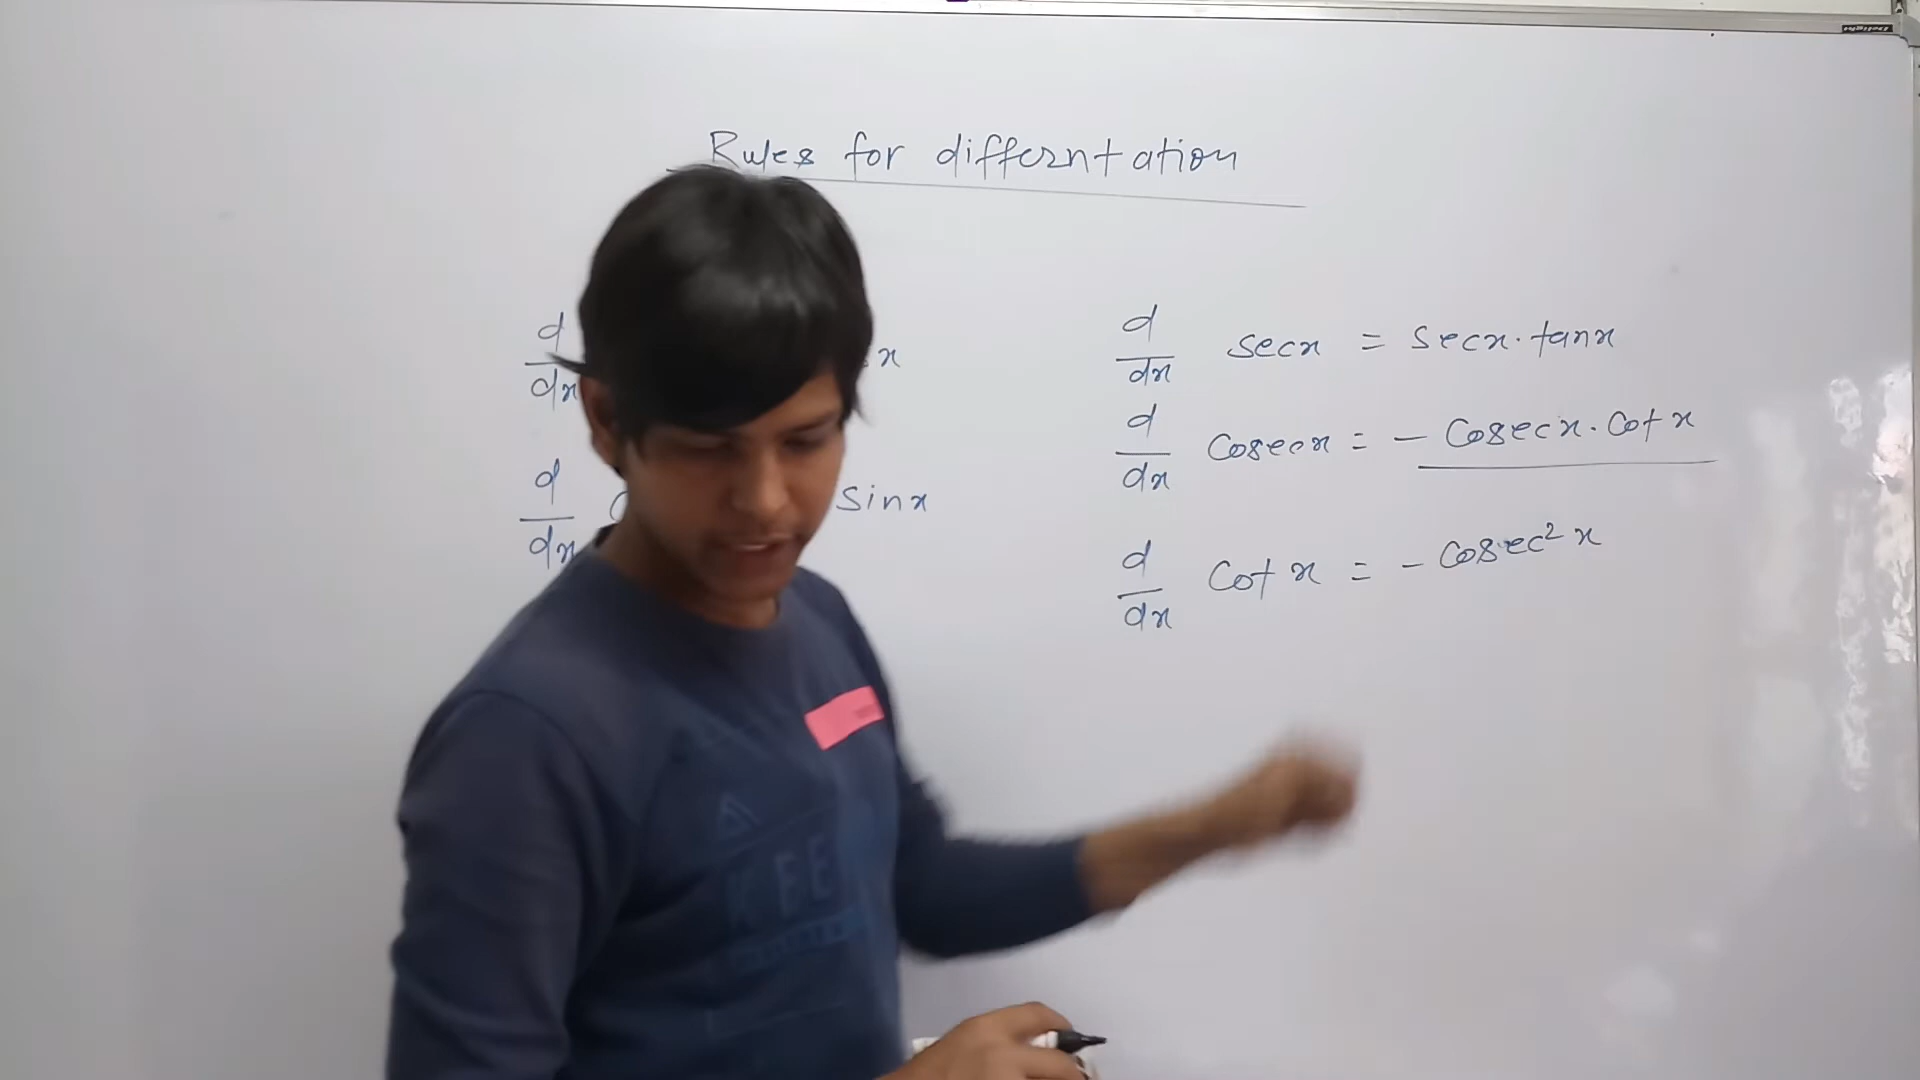 Rules for differntation
d
dx
x
d
dx
sinx
d
dx secx = secx.tanx
d
dx Cosecx = - Cosecx.Cotx
d
dx Cot x = - Cosec² x